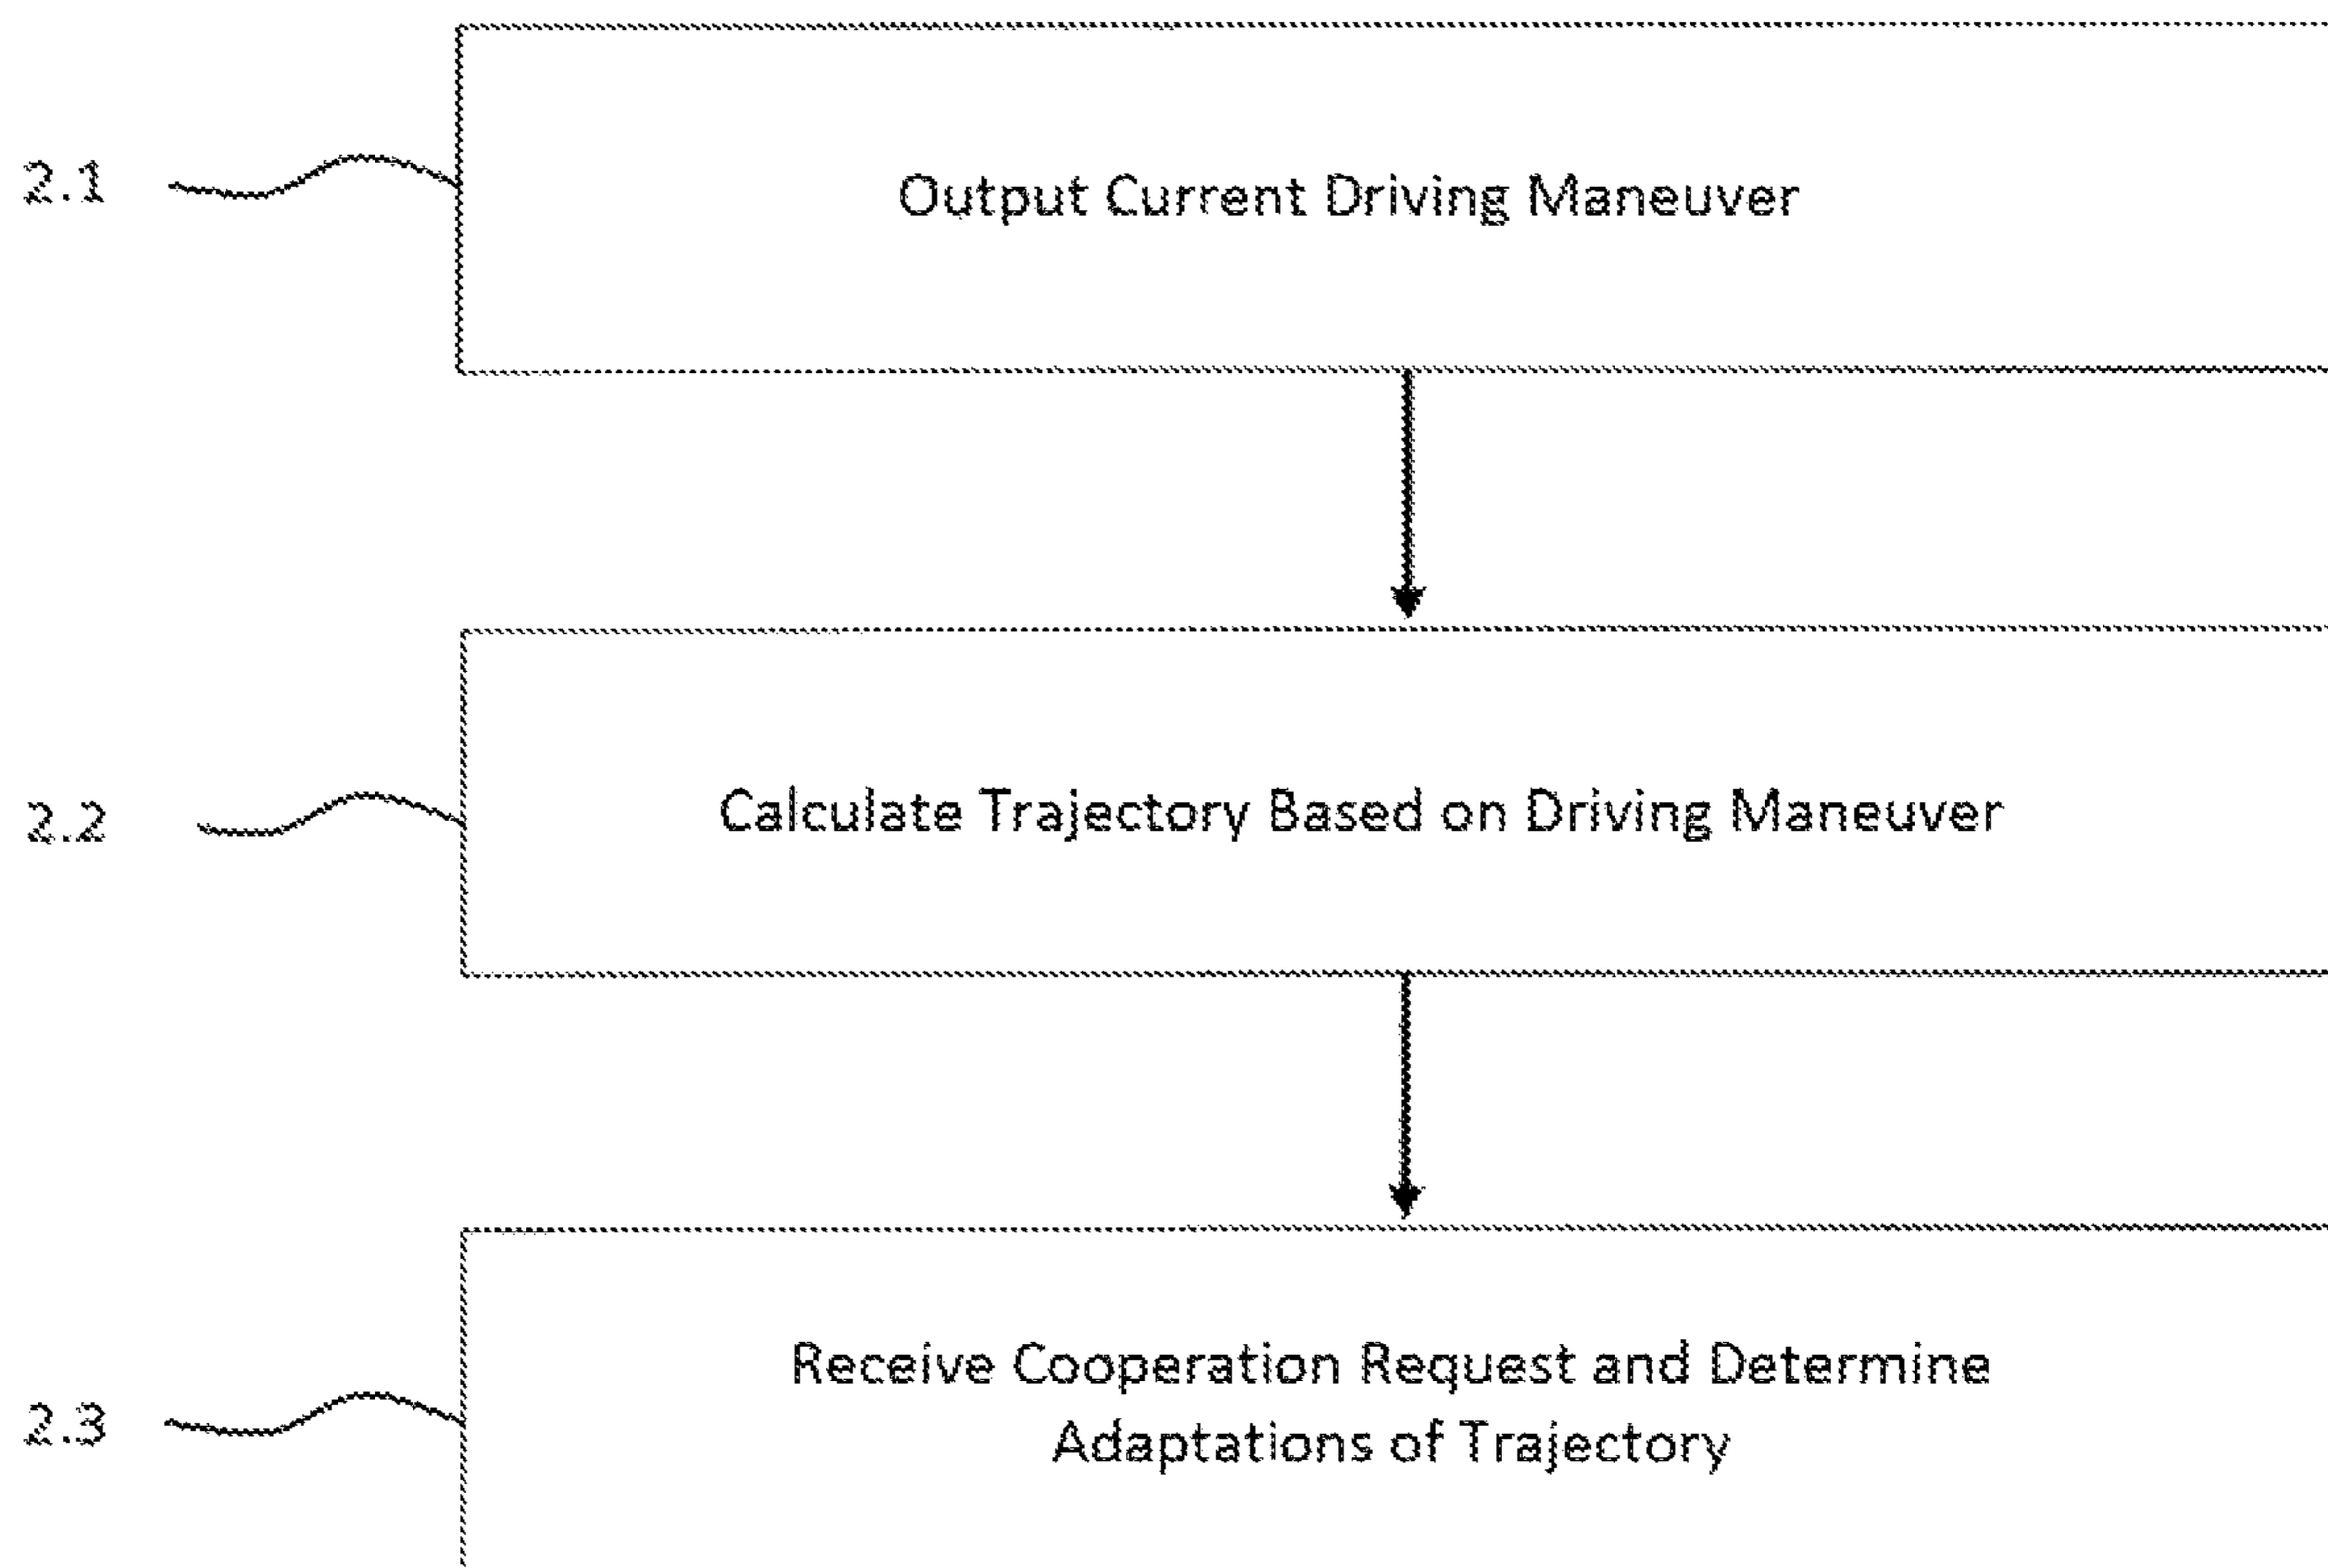 2.1
Output Current Driving Maneuver
2.2
Calculate Trajectory Based on Driving Maneuver
2.3
Receive Cooperation Request and Determine
Adaptations of Trajectory